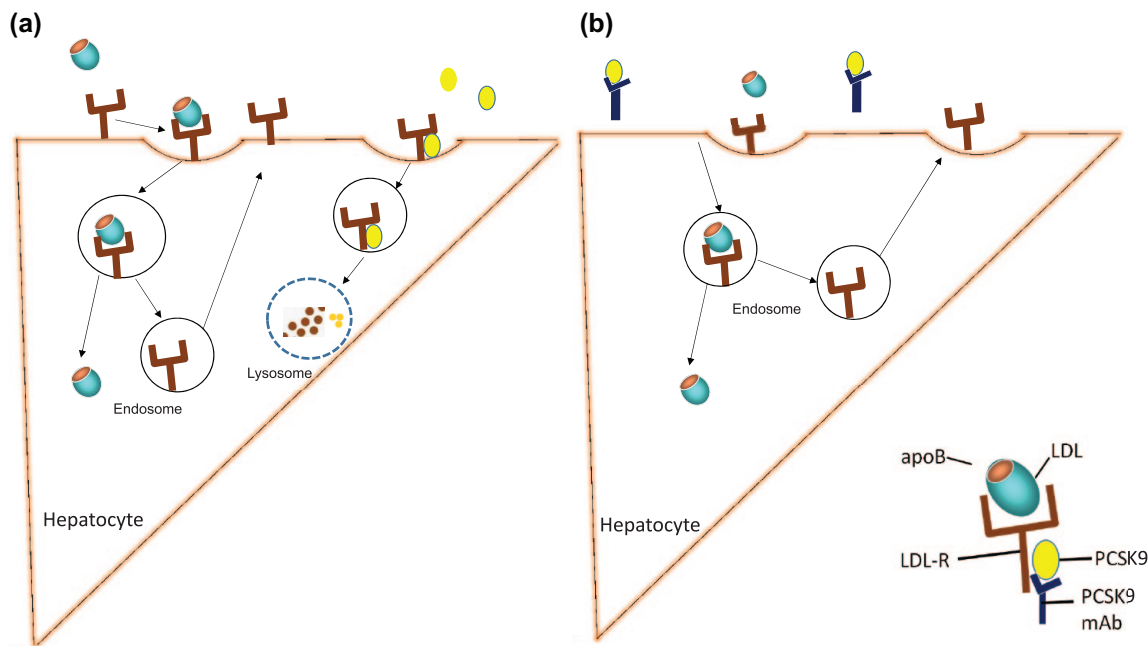 (a)
Endosome
Lysosome
Hepatocyte
(b)
Endosome
Hepatocyte
apoB
LDL
LDL-R
PCSK9
PCSK9
mAb